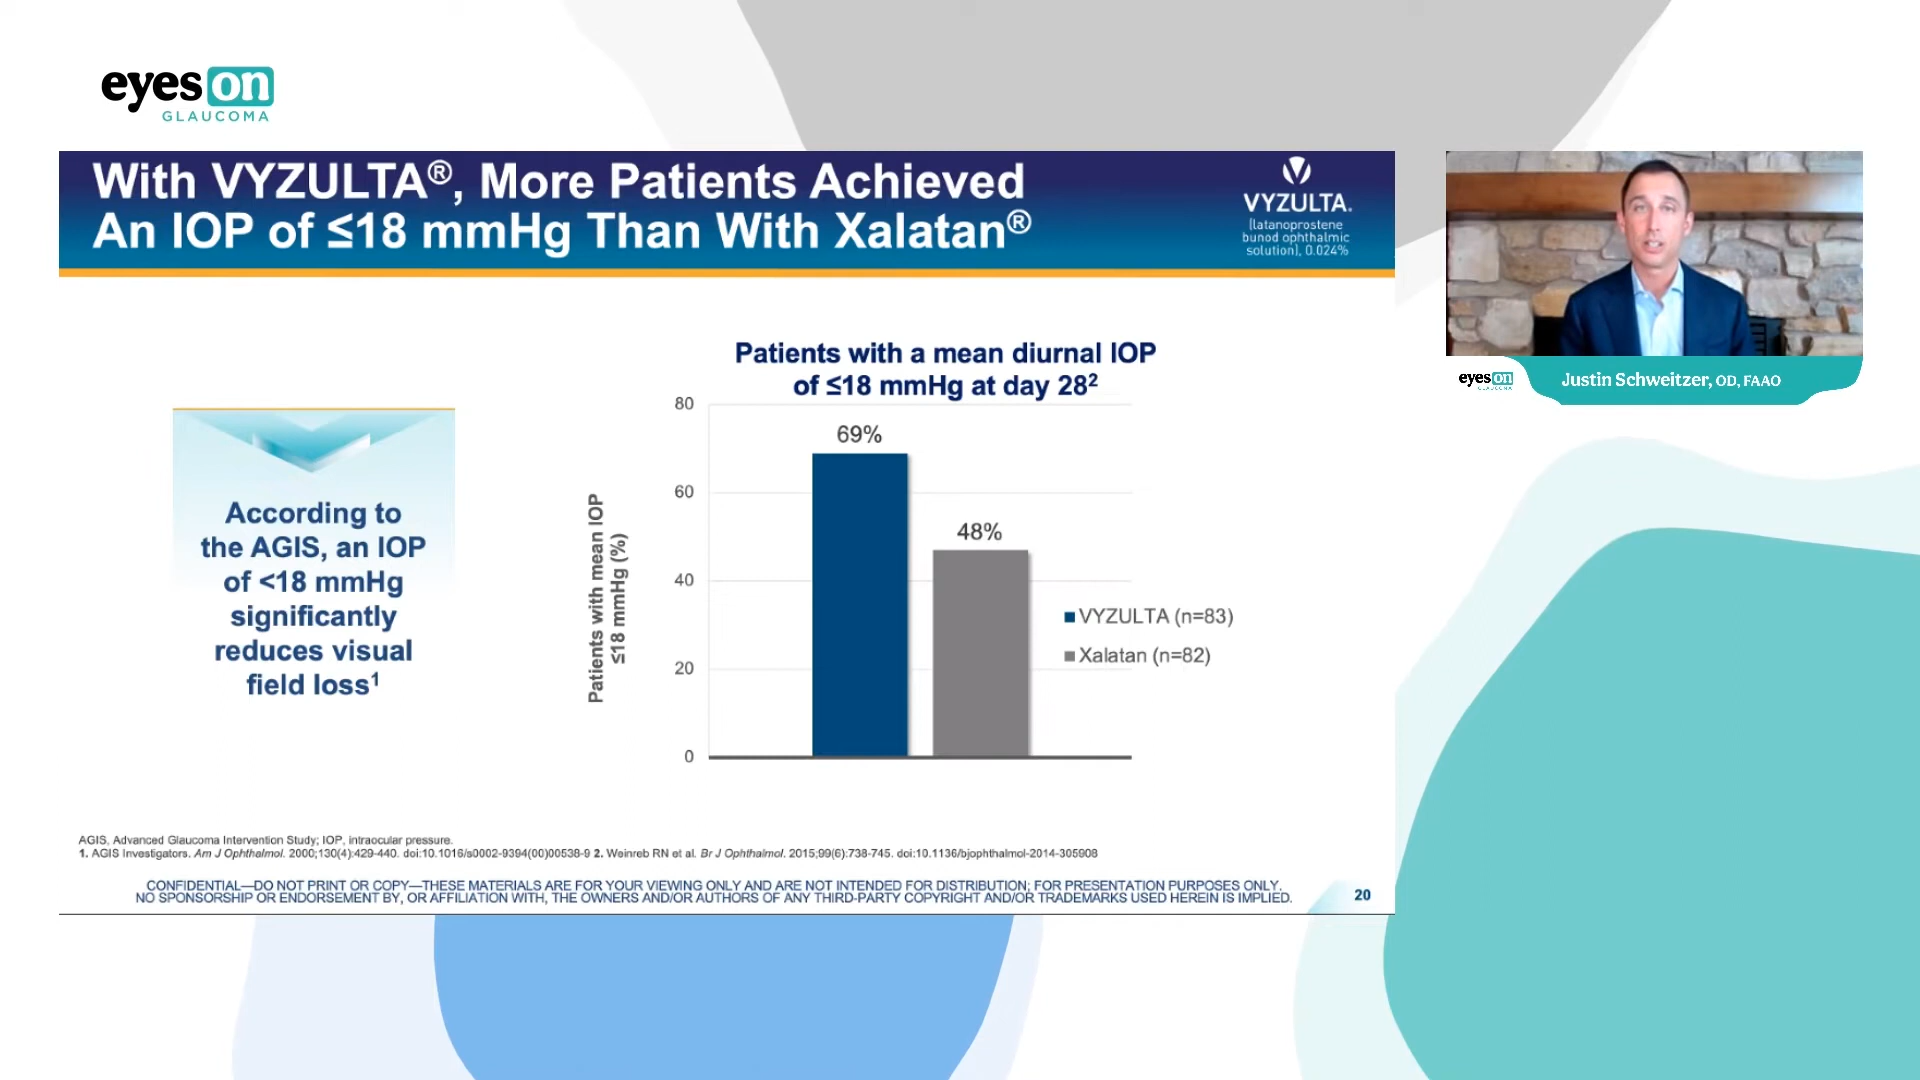 eyes on
GLAUCOMA
With VYZULTA®, More Patients Achieved
An IOP of ≤18 mmHg Than With Xalatan®
VYZULTA.
(latanoprostene
bunod ophthalmic
solution), 0.024%
According to
the AGIS, an IOP
of <18 mmHg
significantly
reduces visual
field loss¹
Patients with a mean diurnal IOP
of ≤18 mmHg at day 28²
Patients with mean IOP
≤18 mmHg (%)
80
60
40
20
0
69%
48%
VYZULTA (n=83)
Xalatan (n=82)
AGIS, Advanced Glaucoma Intervention Study; IOP, intraocular pressure.
1. AGIS Investigators. Am J Ophthalmol. 2000;130(4):429-440. doi:10.1016/s0002-9394(00)00538-9 2. Weinreb RN et al. Br J Ophthalmol. 2015;99(6):738-745. doi:10.1136/bjophthalmol-2014-305908
CONFIDENTIAL—DO NOT PRINT OR COPY—THESE MATERIALS ARE FOR YOUR VIEWING ONLY AND ARE NOT INTENDED FOR DISTRIBUTION; FOR PRESENTATION PURPOSES ONLY.
NO SPONSORSHIP OR ENDORSEMENT BY, OR AFFILIATION WITH, THE OWNERS AND/OR AUTHORS OF ANY THIRD-PARTY COPYRIGHT AND/OR TRADEMARKS USED HEREIN IS IMPLIED.
20
eyes on
GLAUCOMA
Justin Schweitzer, OD, FAAO